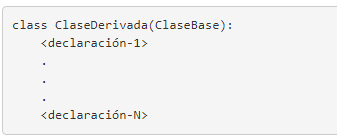 class ClaseDerivada(ClaseBase):
    <declaración-1>
    .
    .
    .
    <declaración-N>